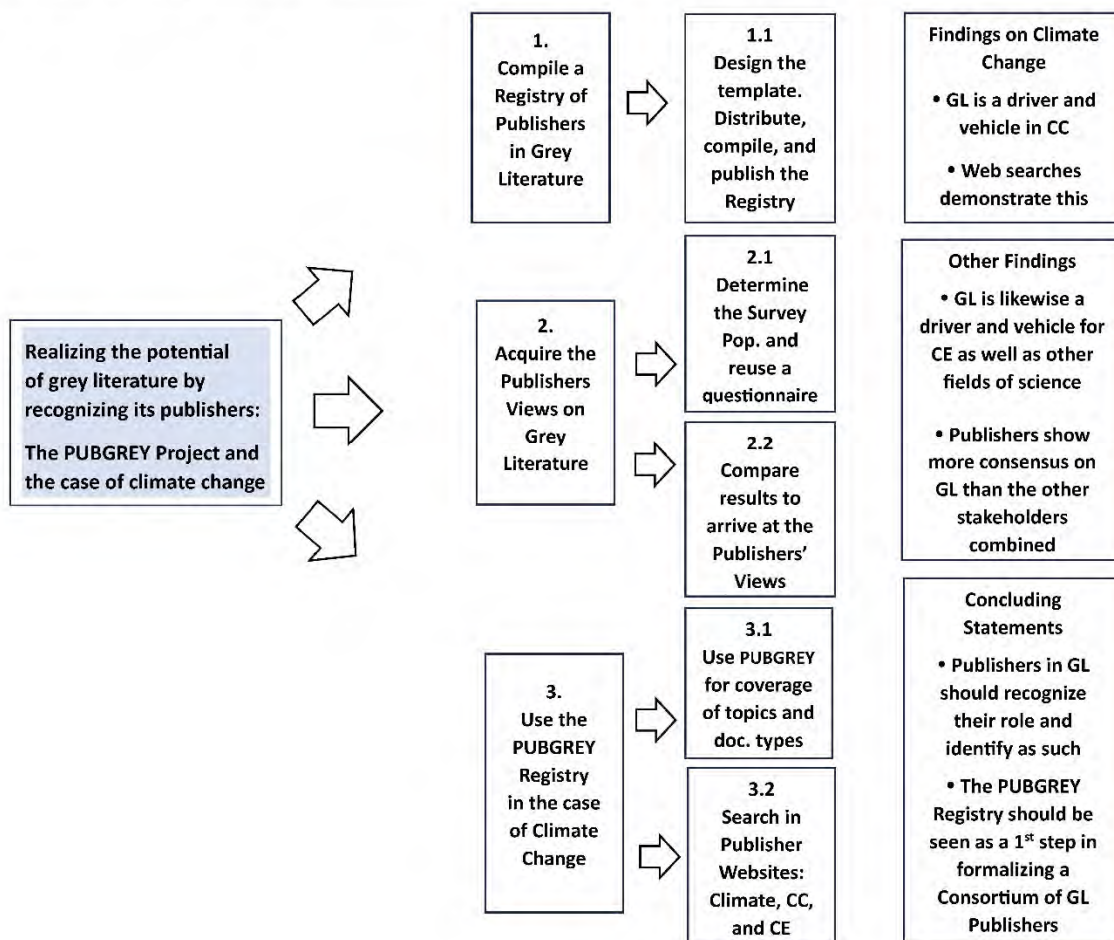 Realizing the potential
of grey literature by
recognizing its publishers:
The PUBGREY Project and
the case of climate change
1.
Compile a
Registry of
Publishers
in Grey
Literature
1.1
Design the
template.
Distribute,
compile, and
publish the
Registry
2.
Acquire the
Publishers
Views on
Grey
Literature
2.1
Determine
the Survey
Pop. and
reuse a
questionnaire
2.2
Compare
results to
arrive at the
Publishers’
Views
3.
Use the
PUBGREY
Registry
in the case
of Climate
Change
3.1
Use PUBGREY
for coverage
of topics and
doc. types
3.2
Search in
Publisher
Websites:
Climate, CC,
and CE
Findings on Climate
Change
• GL is a driver and
vehicle in CC
• Web searches
demonstrate this
Other Findings
• GL is likewise a
driver and vehicle for
CE as well as other
fields of science
• Publishers show
more consensus on
GL than the other
stakeholders
combined
Concluding
Statements
• Publishers in GL
should recognize
their role and
identify as such
• The PUBGREY
Registry should be
seen as a 1st step in
formalizing a
Consortium of GL
Publishers